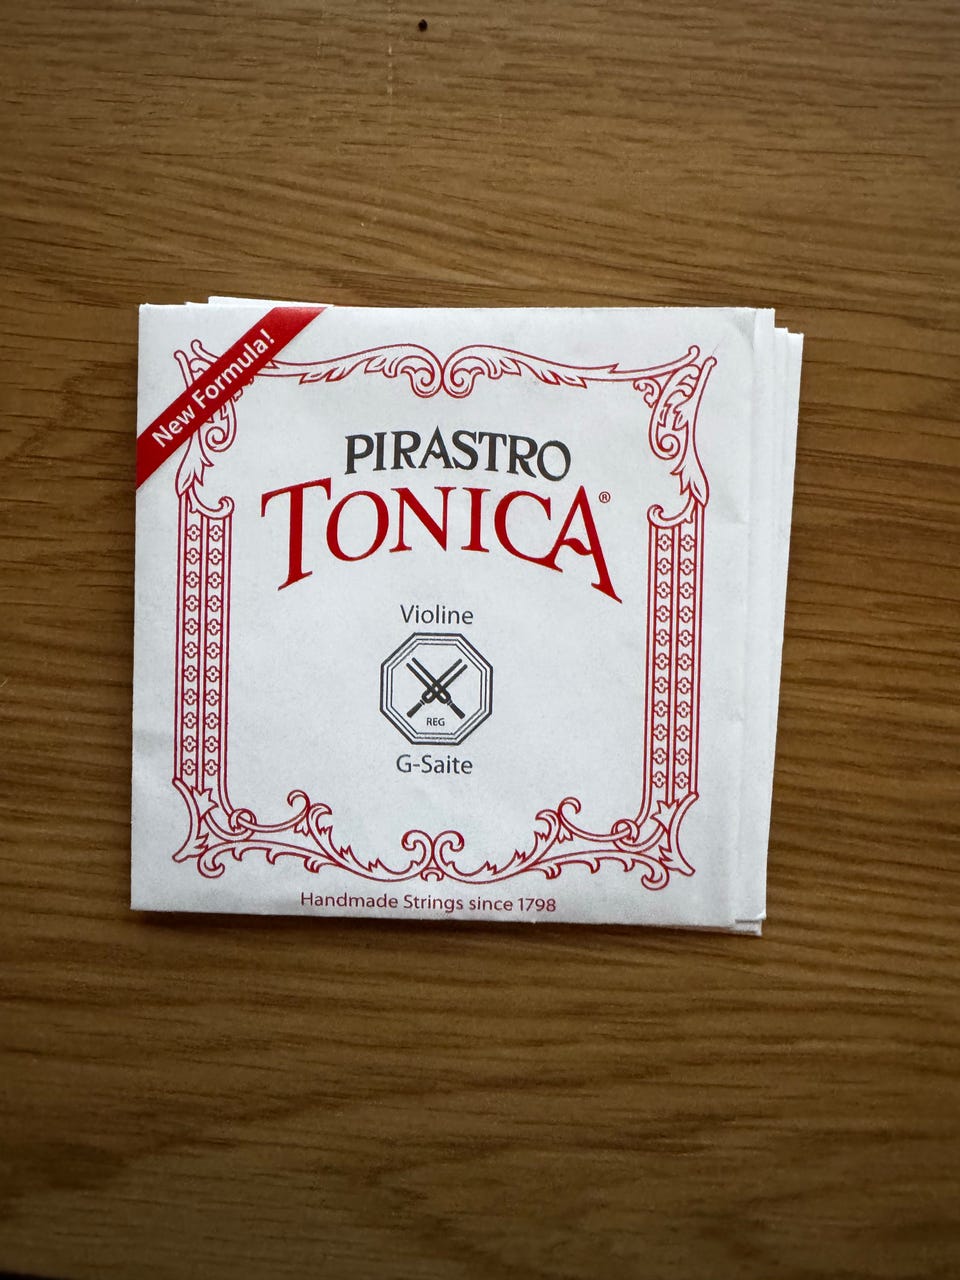 New Formula!
PIRASTRO
TONICA®
Violine
REG
G-Saite
Handmade Strings since 1798